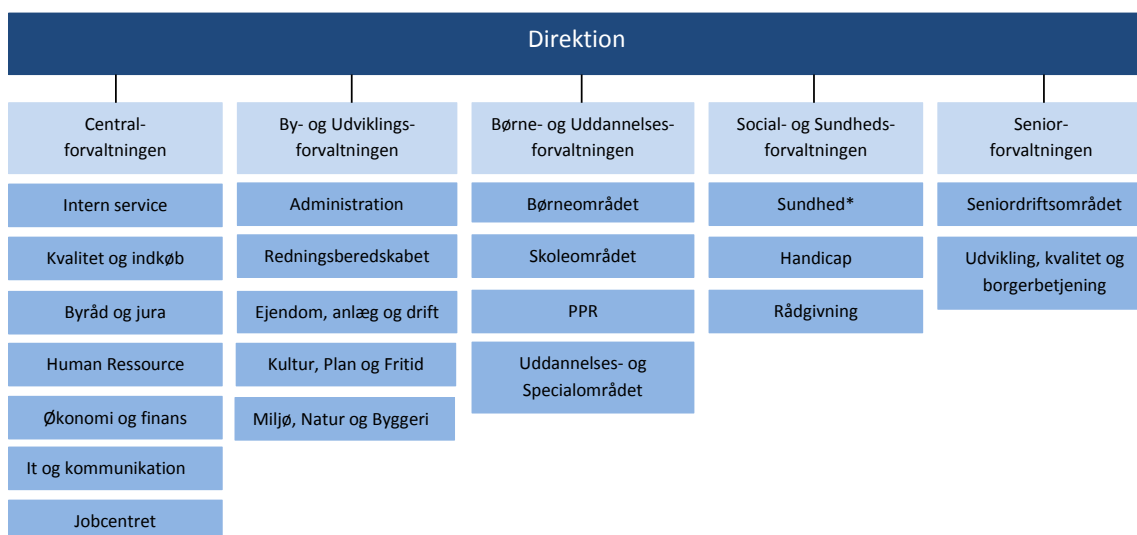 Direktion
Central-
forvaltningen
Intern service
Kvalitet og indkøb
Byråd og jura
Human Ressource
Økonomi og finans
It og kommunikation
Jobcentret
By- og Udviklings-
forvaltningen
Administration
Redningsberedskabet
Ejendom, anlæg og drift
Kultur, Plan og Fritid
Miljø, Natur og Byggeri
Børne- og Uddannelses-
forvaltningen
Børneområdet
Skoleområdet
PPR
Uddannelses- og
Specialområdet
Social- og Sundheds-
forvaltningen
Sundhed*
Handicap
Rådgivning
Senior-
forvaltningen
Seniordriftsområdet
Udvikling, kvalitet og
borgerbetjening